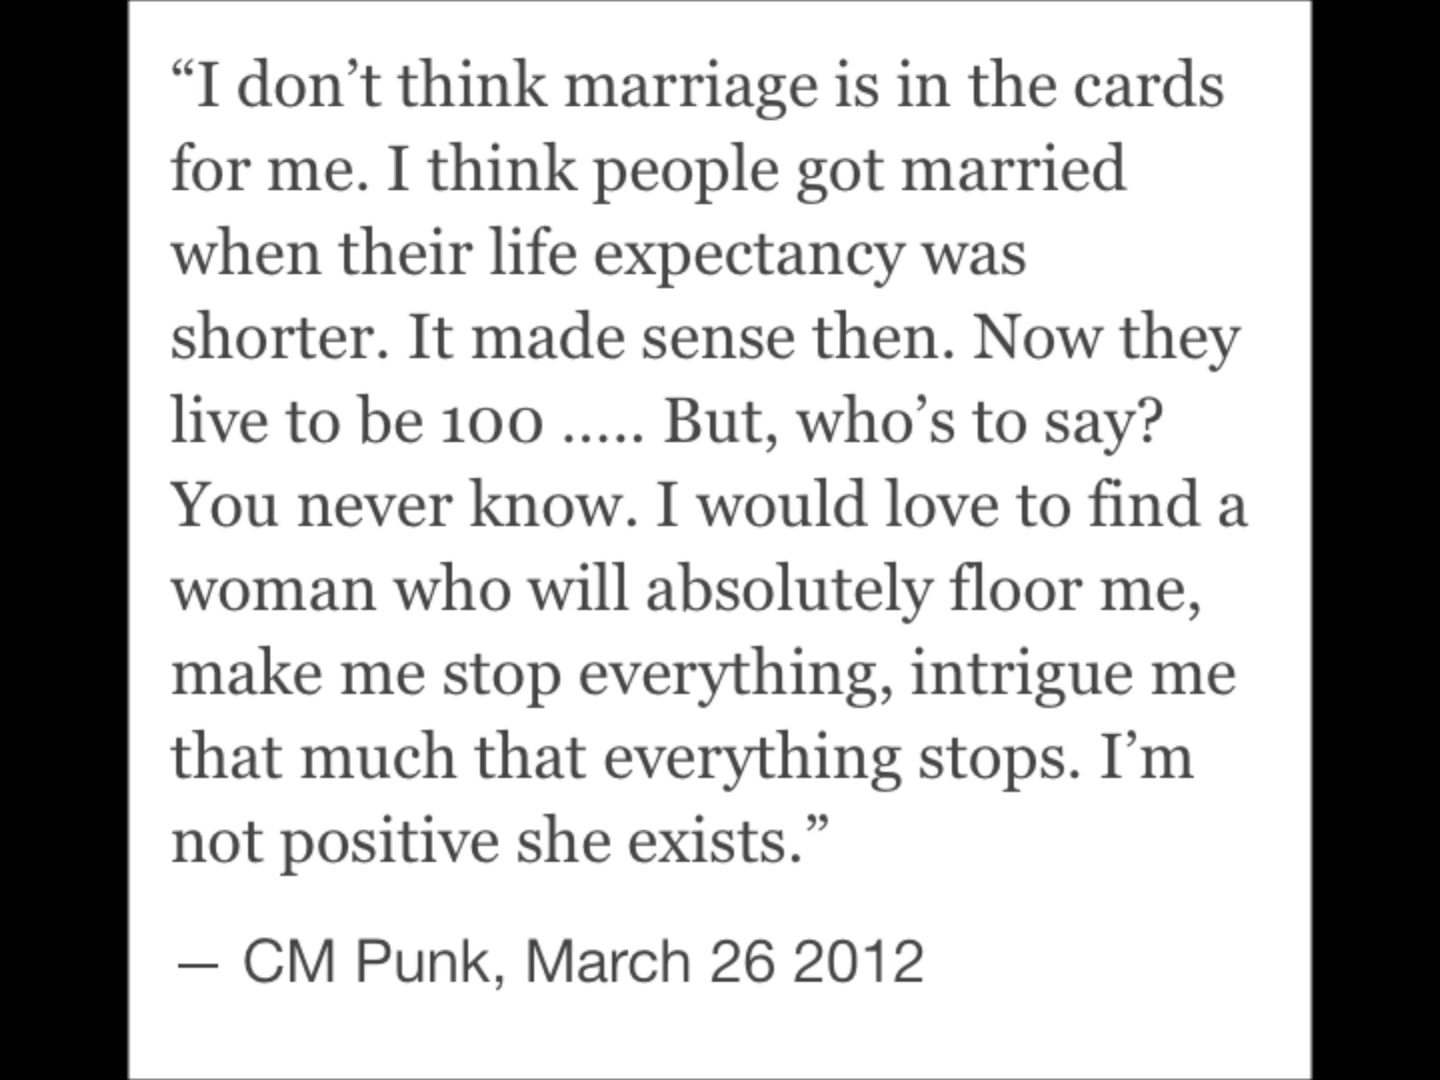 “I don’t think marriage is in the cards
for me. I think people got married
when their life expectancy was
shorter. It made sense then. Now they
live to be 100 ..... But, who’s to say?
You never know. I would love to find a
woman who will absolutely floor me,
make me stop everything, intrigue me
that much that everything stops. I’m
not positive she exists.”
— CM Punk, March 26 2012